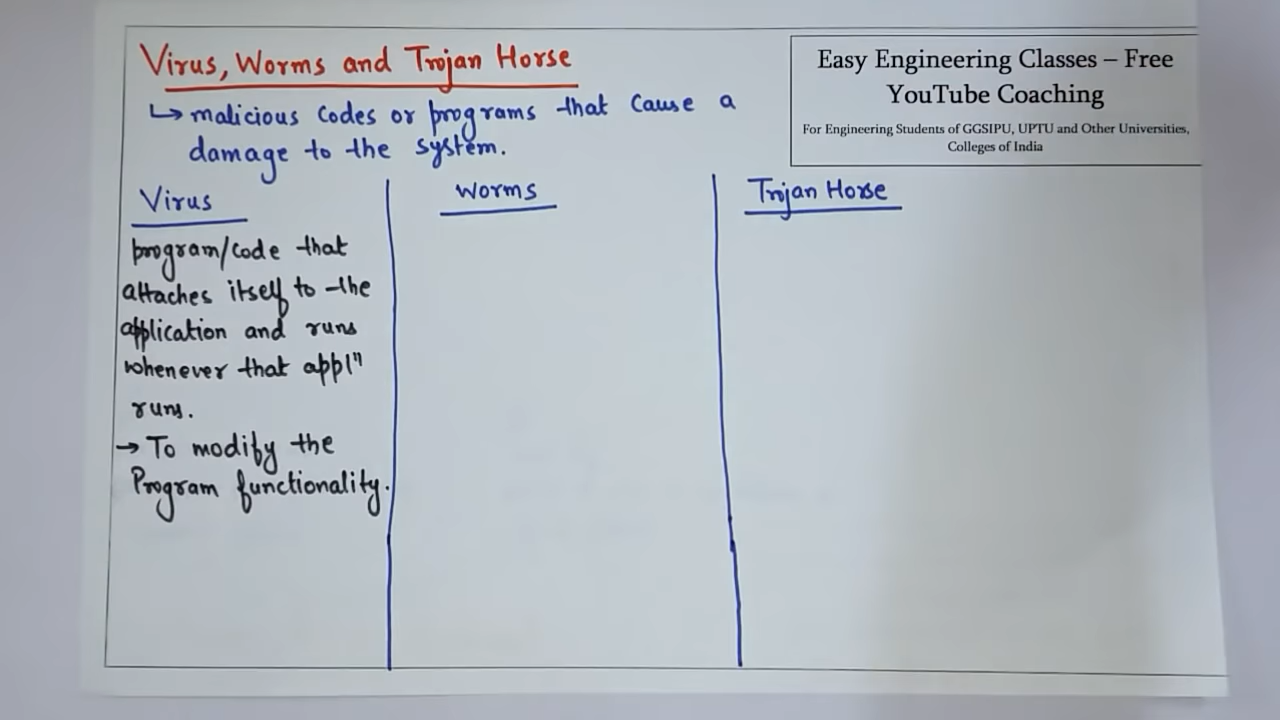 Virus, Worms and Trojan Horse
↳ malicious codes or programs that cause a
damage to the system.
Easy Engineering Classes – Free
YouTube Coaching
For Engineering Students of GGSIPU, UPTU and Other Universities,
Colleges of India
Virus
program/code that
attaches itself to the
application and runs
whenever that applⁿ
runs.
→ To modify the
Program functionality.
Worms
Trojan Horse